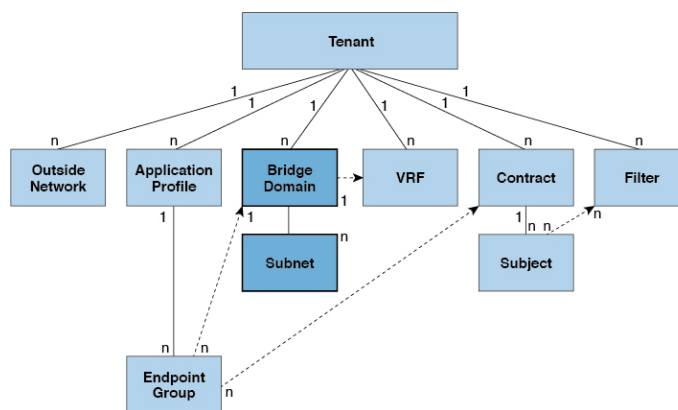 Tenant
1
1
1
1
1
1
n
n
n
n
n
n
Outside
Network
Application
Profile
Bridge
Domain
VRF
Contract
Filter
1
1
1
1
n
n
n
n
Subnet
Subject
n
n
n
Endpoint
Group